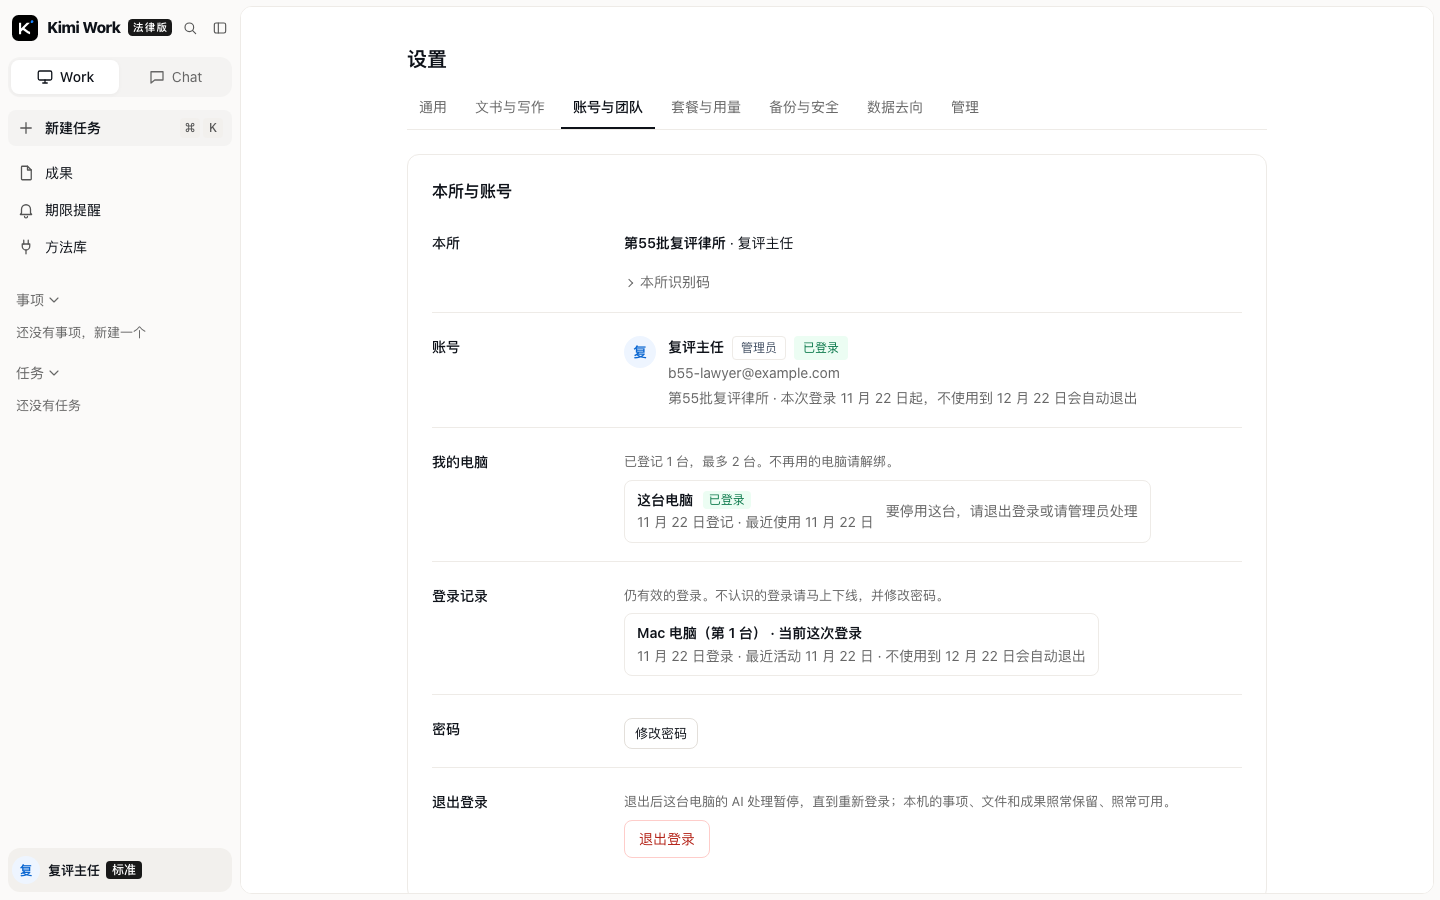 Kimi Work 法律版
Work
Chat
新建任务 ⌘ K
成果
期限提醒
方法库
事项
还没有事项，新建一个
任务
还没有任务
复 复评主任 标准
设置
通用 文书与写作 账号与团队 套餐与用量 备份与安全 数据去向 管理
本所与账号
本所
第55批复评律所 · 复评主任
本所识别码
账号
复 复评主任 管理员 已登录
b55-lawyer@example.com
第55批复评律所 · 本次登录 11 月 22 日起，不使用到 12 月 22 日会自动退出
我的电脑
已登记 1 台，最多 2 台。不再用的电脑请解绑。
这台电脑 已登录
11 月 22 日登记 · 最近使用 11 月 22 日
要停用这台，请退出登录或请管理员处理
登录记录
仍有效的登录。不认识的登录请马上下线，并修改密码。
Mac 电脑（第 1 台） · 当前这次登录
11 月 22 日登录 · 最近活动 11 月 22 日 · 不使用到 12 月 22 日会自动退出
密码
修改密码
退出登录
退出后这台电脑的 AI 处理暂停，直到重新登录；本机的事项、文件和成果照常保留、照常可用。
退出登录